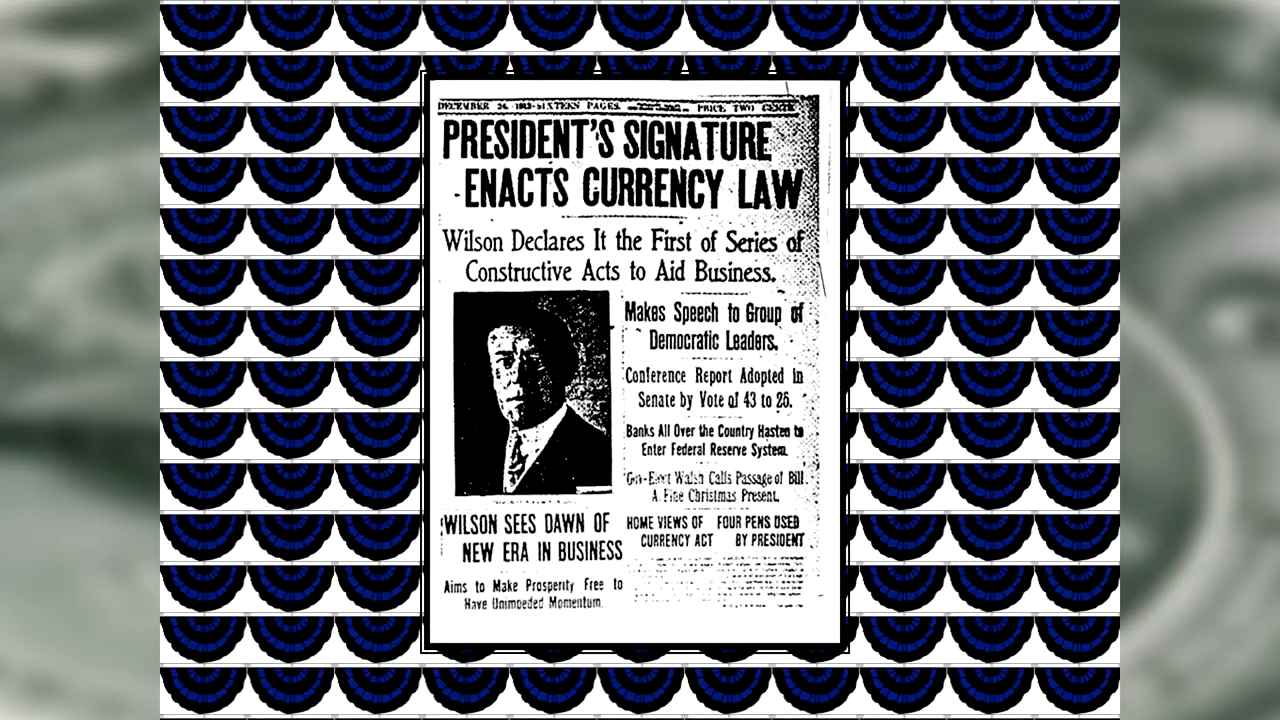 DECEMBER 24, 1913-SIXTEEN PAGES. PRICE TWO CENTS
PRESIDENT'S SIGNATURE
ENACTS CURRENCY LAW
Wilson Declares It the First of Series of
Constructive Acts to Aid Business.
Makes Speech to Group of
Democratic Leaders.
Conference Report Adopted in
Senate by Vote of 43 to 25.
Banks All Over the Country Hasten to
Enter Federal Reserve System.
Gov-Elect Walsh Calls Passage of Bill
A Fine Christmas Present.
WILSON SEES DAWN OF
NEW ERA IN BUSINESS
Aims to Make Prosperity Free to
Have Unimpeded Momentum.
HOME VIEWS OF
CURRENCY ACT
FOUR PENS USED
BY PRESIDENT